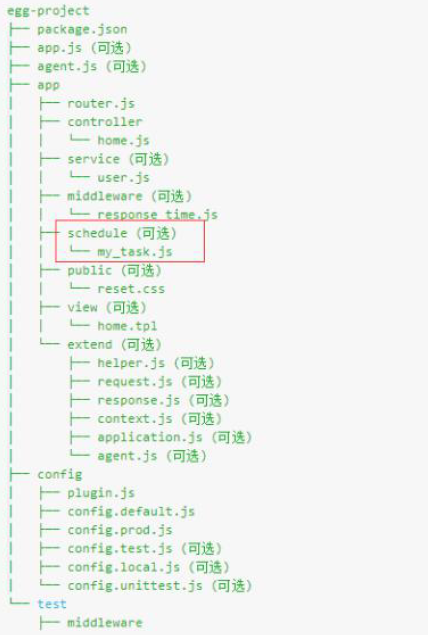 egg-project
├── package.json
├── app.js (可选)
├── agent.js (可选)
├── app
│   ├── router.js
│   ├── controller
│   │   └── home.js
│   ├── service (可选)
│   │   └── user.js
│   ├── middleware (可选)
│   │   └── response_time.js
│   ├── schedule (可选)
│   │   └── my_task.js
│   ├── public (可选)
│   │   └── reset.css
│   ├── view (可选)
│   │   └── home.tpl
│   └── extend (可选)
│       ├── helper.js (可选)
│       ├── request.js (可选)
│       ├── response.js (可选)
│       ├── context.js (可选)
│       ├── application.js (可选)
│       └── agent.js (可选)
├── config
│   ├── plugin.js
│   ├── config.default.js
│   ├── config.prod.js
│   ├── config.test.js (可选)
│   ├── config.local.js (可选)
│   └── config.unittest.js (可选)
└── test
    ├── middleware